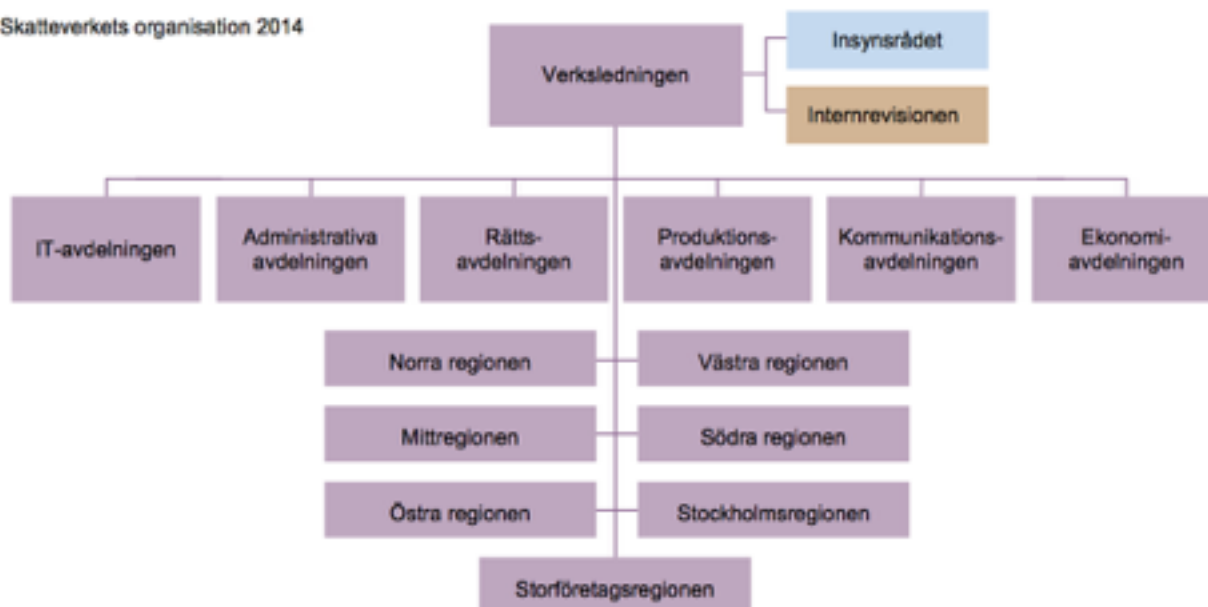 Skatteverkets organisation 2014
Verksledningen
Insynsrådet
Internrevisionen
IT-avdelningen
Administrativa
avdelningen
Rätts-
avdelningen
Produktions-
avdelningen
Kommunikations-
avdelningen
Ekonomi-
avdelningen
Norra regionen
Västra regionen
Mittregionen
Södra regionen
Östra regionen
Stockholmsregionen
Storföretagsregionen